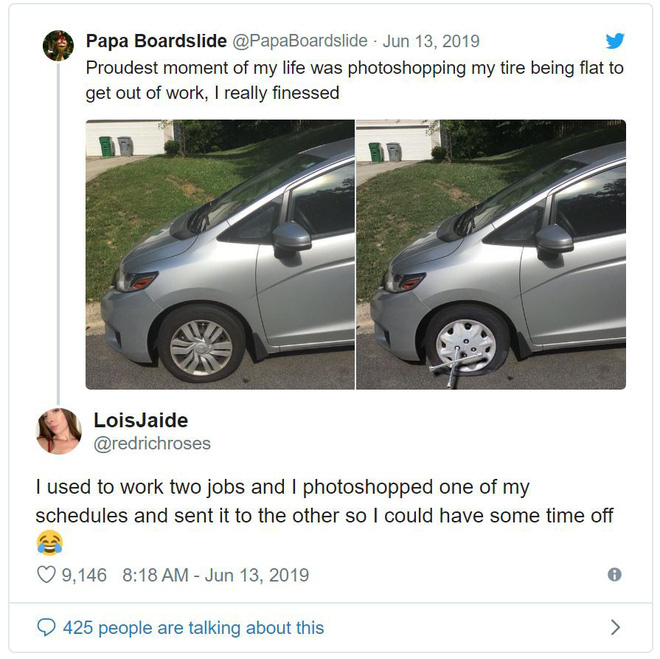 Papa Boardslide @PapaBoardslide · Jun 13, 2019
Proudest moment of my life was photoshopping my tire being flat to
get out of work, I really finessed
LoisJaide
@redrichroses
I used to work two jobs and I photoshopped one of my
schedules and sent it to the other so I could have some time off
😂
9,146 8:18 AM - Jun 13, 2019
425 people are talking about this